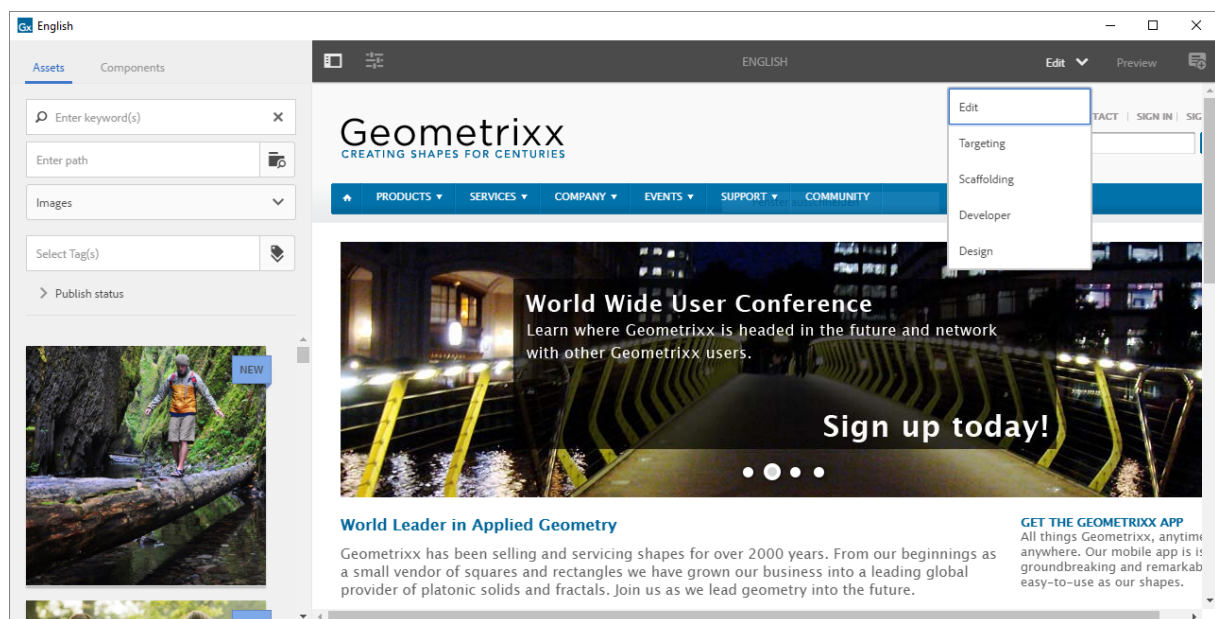 Gx English
Assets Components
Enter keyword(s)
Enter path
Images
Select Tag(s)
Publish status
NEW
ENGLISH
Edit Preview
Edit
Targeting
Scaffolding
Developer
Design
TACT | SIGN IN | SIG
Geometrixx
CREATING SHAPES FOR CENTURIES
PRODUCTS SERVICES COMPANY EVENTS SUPPORT COMMUNITY
Fenster ausschneiden
World Wide User Conference
Learn where Geometrixx is headed in the future and network
with other Geometrixx users.
Sign up today!
World Leader in Applied Geometry
Geometrixx has been selling and servicing shapes for over 2000 years. From our beginnings as
a small vendor of squares and rectangles we have grown our business into a leading global
provider of platonic solids and fractals. Join us as we lead geometry into the future.
GET THE GEOMETRIXX APP
All things Geometrixx, anytime
anywhere. Our mobile app is is
groundbreaking and remarkab
easy-to-use as our shapes.